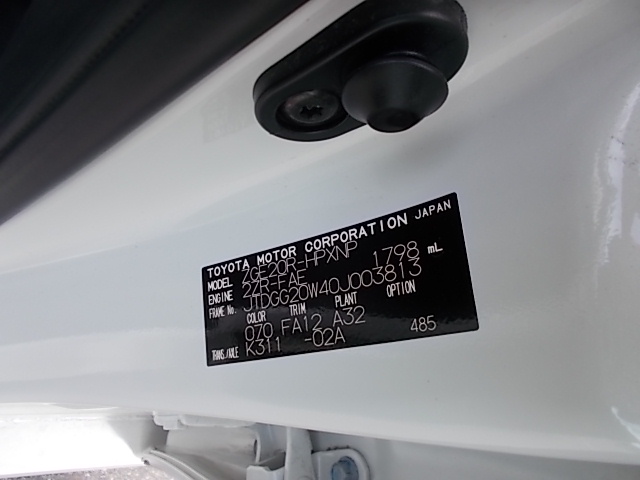 TOYOTA MOTOR CORPORATION JAPAN
MODEL ZGE20R-HPXNP
ENGINE 2ZR-FAE 1798 mL
FRAME No. JTDGG20W40J003813
COLOR TRIM PLANT OPTION
070 FA12 A32
TRANS./AXLE K311 -02A 485